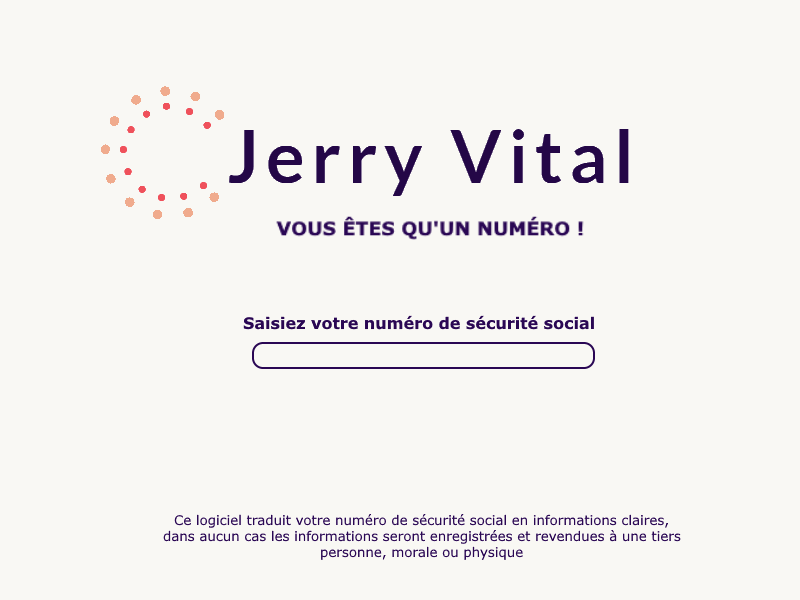 Jerry Vital
VOUS ÊTES QU'UN NUMÉRO !
Saisiez votre numéro de sécurité social
Ce logiciel traduit votre numéro de sécurité social en informations claires,
dans aucun cas les informations seront enregistrées et revendues à une tiers
personne, morale ou physique